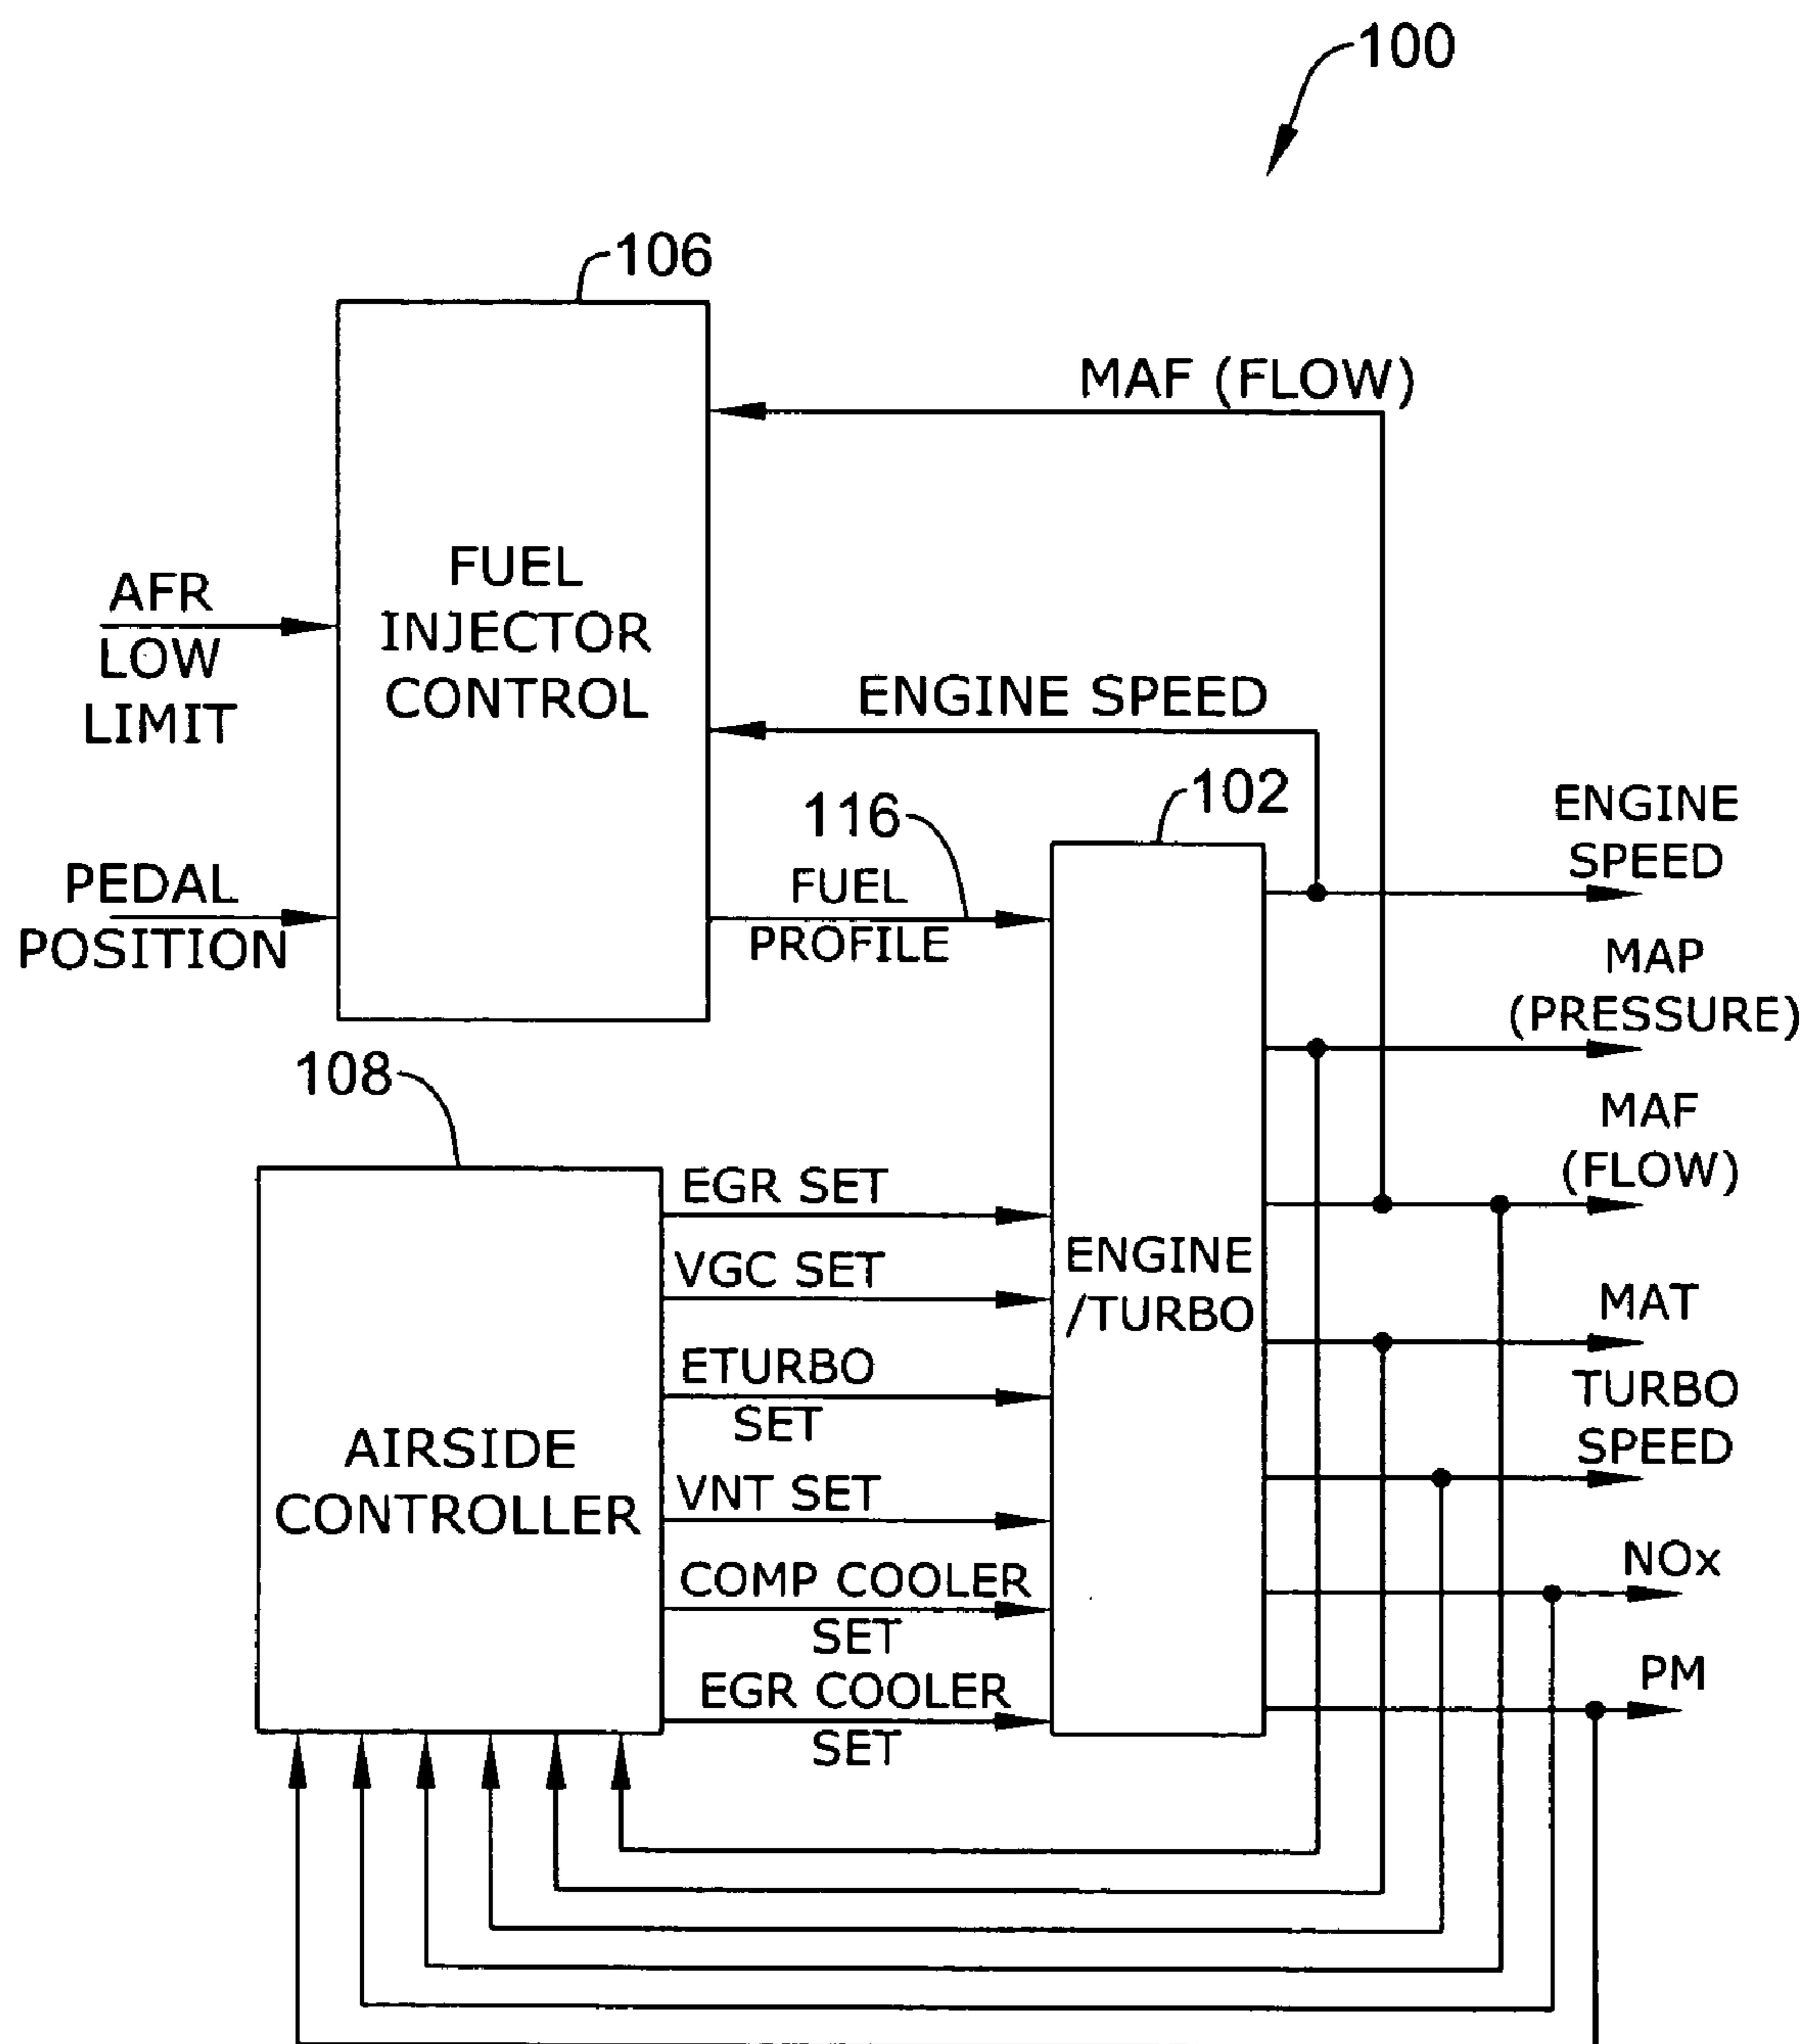 100
106
MAF (FLOW)
FUEL
INJECTOR
CONTROL
AFR
LOW
LIMIT
ENGINE SPEED
PEDAL
POSITION
116
FUEL
PROFILE
102
ENGINE
SPEED
MAP
(PRESSURE)
108
MAF
(FLOW)
EGR SET
VGC SET
ETURBO
SET
VNT SET
COMP COOLER
SET
EGR COOLER
SET
AIRSIDE
CONTROLLER
ENGINE
/TURBO
MAT
TURBO
SPEED
NOx
PM